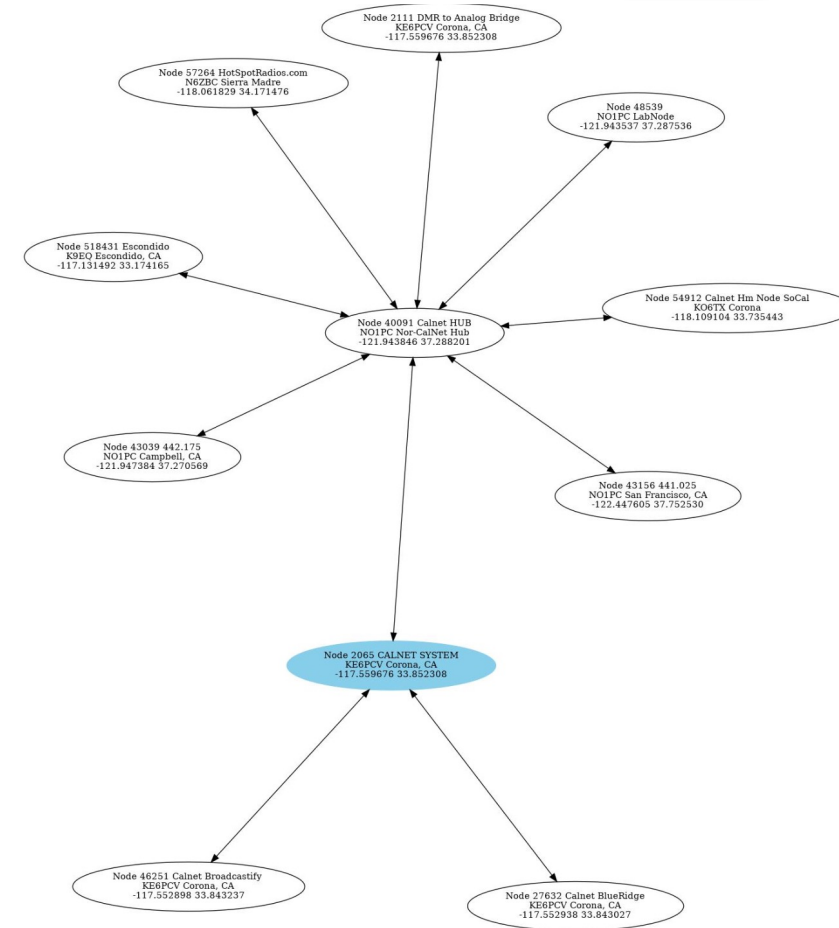 Node 2111 DMR to Analog Bridge
KE6PCV Corona, CA
-117.559676 33.852308
Node 57264 HotSpotRadios.com
N6ZBC Sierra Madre
-118.061829 34.171476
Node 48539
NO1PC LabNode
-121.943537 37.287536
Node 518431 Escondido
K9EQ Escondido, CA
-117.131492 33.174165
Node 54912 Calnet Hm Node SoCal
KO6TX Corona
-118.109104 33.735443
Node 40091 Calnet HUB
NO1PC Nor-CalNet Hub
-121.943846 37.288201
Node 43039 442.175
NO1PC Campbell, CA
-121.947384 37.270569
Node 43156 441.025
NO1PC San Francisco, CA
-122.447605 37.752530
Node 2065 CALNET SYSTEM
KE6PCV Corona, CA
-117.559676 33.852308
Node 46251 Calnet Broadcastify
KE6PCV Corona, CA
-117.552898 33.843237
Node 27632 Calnet BlueRidge
KE6PCV Corona, CA
-117.552938 33.843027